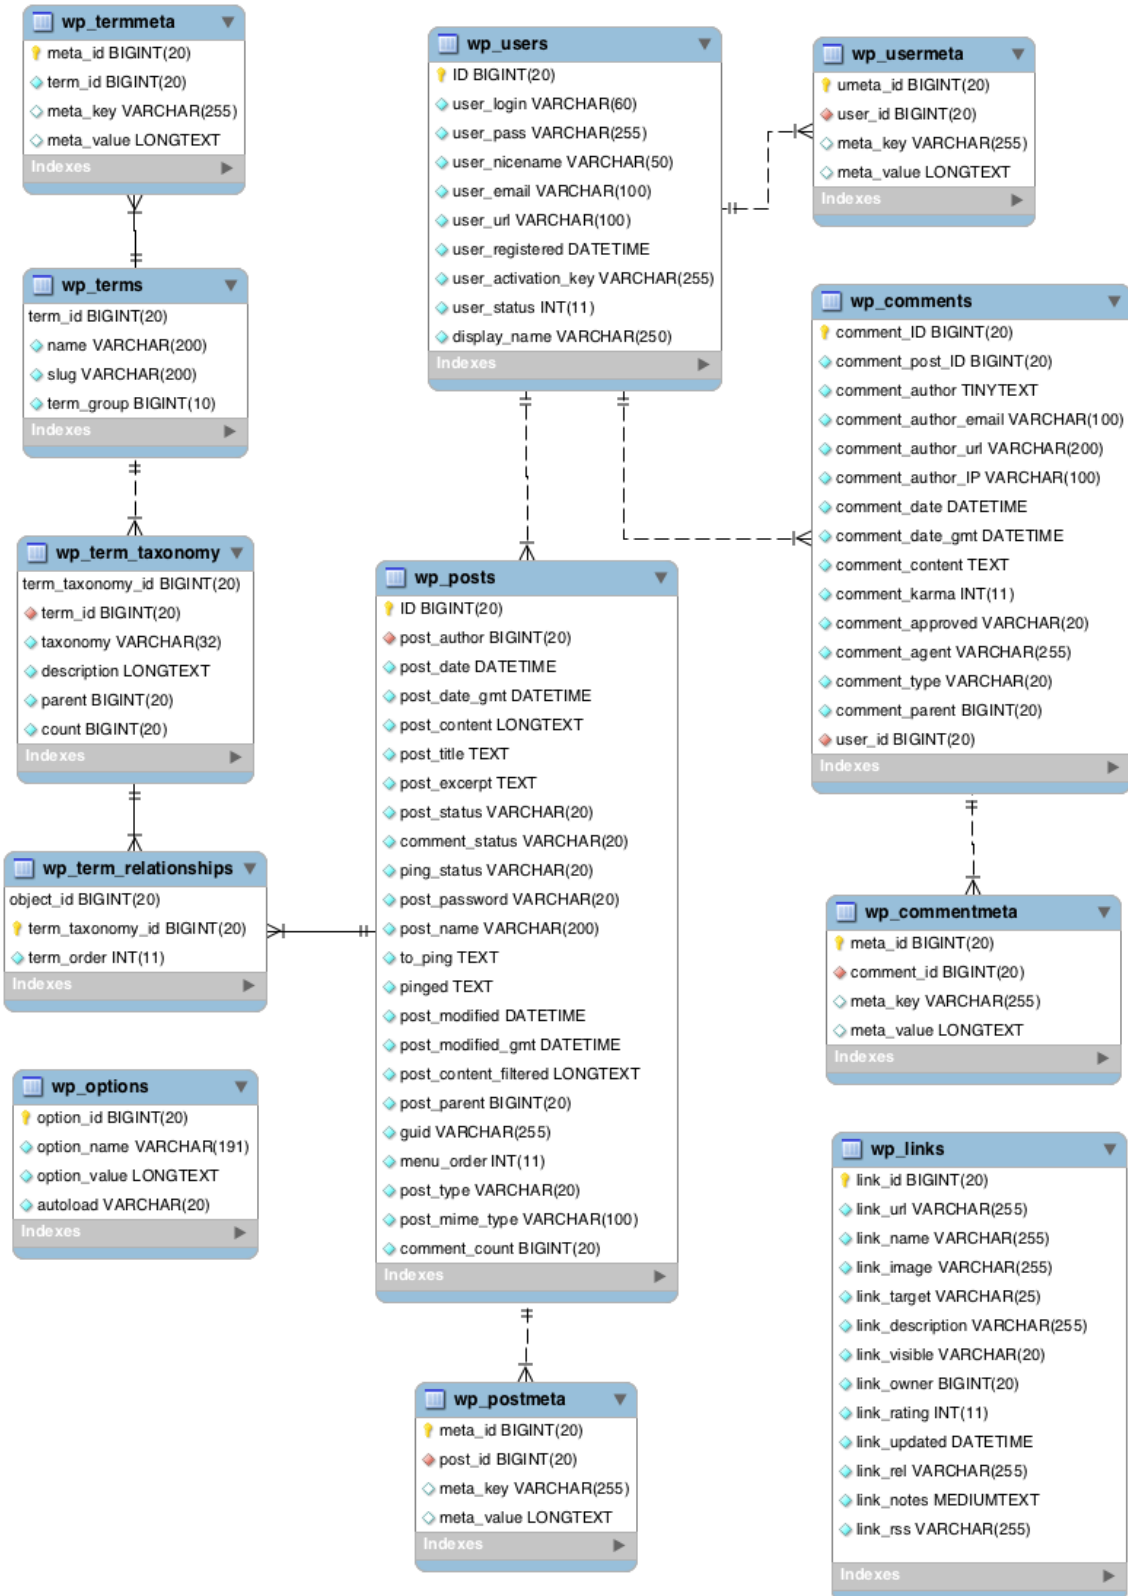 wp_termmeta
meta_id BIGINT(20)
term_id BIGINT(20)
meta_key VARCHAR(255)
meta_value LONGTEXT
Indexes
wp_terms
term_id BIGINT(20)
name VARCHAR(200)
slug VARCHAR(200)
term_group BIGINT(10)
Indexes
wp_term_taxonomy
term_taxonomy_id BIGINT(20)
term_id BIGINT(20)
taxonomy VARCHAR(32)
description LONGTEXT
parent BIGINT(20)
count BIGINT(20)
Indexes
wp_term_relationships
object_id BIGINT(20)
term_taxonomy_id BIGINT(20)
term_order INT(11)
Indexes
wp_options
option_id BIGINT(20)
option_name VARCHAR(191)
option_value LONGTEXT
autoload VARCHAR(20)
Indexes
wp_users
ID BIGINT(20)
user_login VARCHAR(60)
user_pass VARCHAR(255)
user_nicename VARCHAR(50)
user_email VARCHAR(100)
user_url VARCHAR(100)
user_registered DATETIME
user_activation_key VARCHAR(255)
user_status INT(11)
display_name VARCHAR(250)
Indexes
wp_posts
ID BIGINT(20)
post_author BIGINT(20)
post_date DATETIME
post_date_gmt DATETIME
post_content LONGTEXT
post_title TEXT
post_excerpt TEXT
post_status VARCHAR(20)
comment_status VARCHAR(20)
ping_status VARCHAR(20)
post_password VARCHAR(20)
post_name VARCHAR(200)
to_ping TEXT
pinged TEXT
post_modified DATETIME
post_modified_gmt DATETIME
post_content_filtered LONGTEXT
post_parent BIGINT(20)
guid VARCHAR(255)
menu_order INT(11)
post_type VARCHAR(20)
post_mime_type VARCHAR(100)
comment_count BIGINT(20)
Indexes
wp_postmeta
meta_id BIGINT(20)
post_id BIGINT(20)
meta_key VARCHAR(255)
meta_value LONGTEXT
Indexes
wp_usermeta
umeta_id BIGINT(20)
user_id BIGINT(20)
meta_key VARCHAR(255)
meta_value LONGTEXT
Indexes
wp_comments
comment_ID BIGINT(20)
comment_post_ID BIGINT(20)
comment_author TINYTEXT
comment_author_email VARCHAR(100)
comment_author_url VARCHAR(200)
comment_author_IP VARCHAR(100)
comment_date DATETIME
comment_date_gmt DATETIME
comment_content TEXT
comment_karma INT(11)
comment_approved VARCHAR(20)
comment_agent VARCHAR(255)
comment_type VARCHAR(20)
comment_parent BIGINT(20)
user_id BIGINT(20)
Indexes
wp_commentmeta
meta_id BIGINT(20)
comment_id BIGINT(20)
meta_key VARCHAR(255)
meta_value LONGTEXT
Indexes
wp_links
link_id BIGINT(20)
link_url VARCHAR(255)
link_name VARCHAR(255)
link_image VARCHAR(255)
link_target VARCHAR(25)
link_description VARCHAR(255)
link_visible VARCHAR(20)
link_owner BIGINT(20)
link_rating INT(11)
link_updated DATETIME
link_rel VARCHAR(255)
link_notes MEDIUMTEXT
link_rss VARCHAR(255)
Indexes